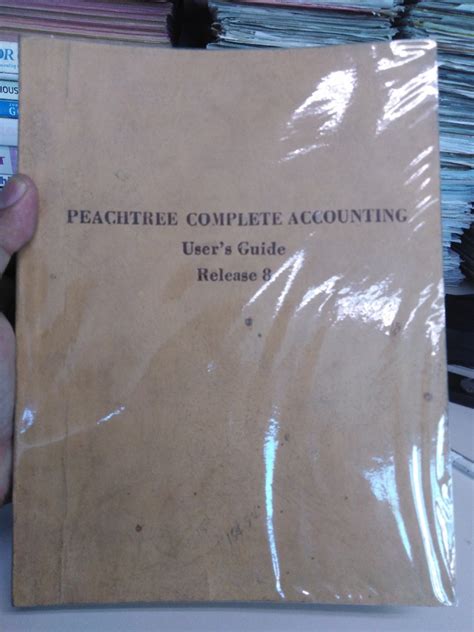 PEACHTREE COMPLETE ACCOUNTING
User's Guide
Release 8